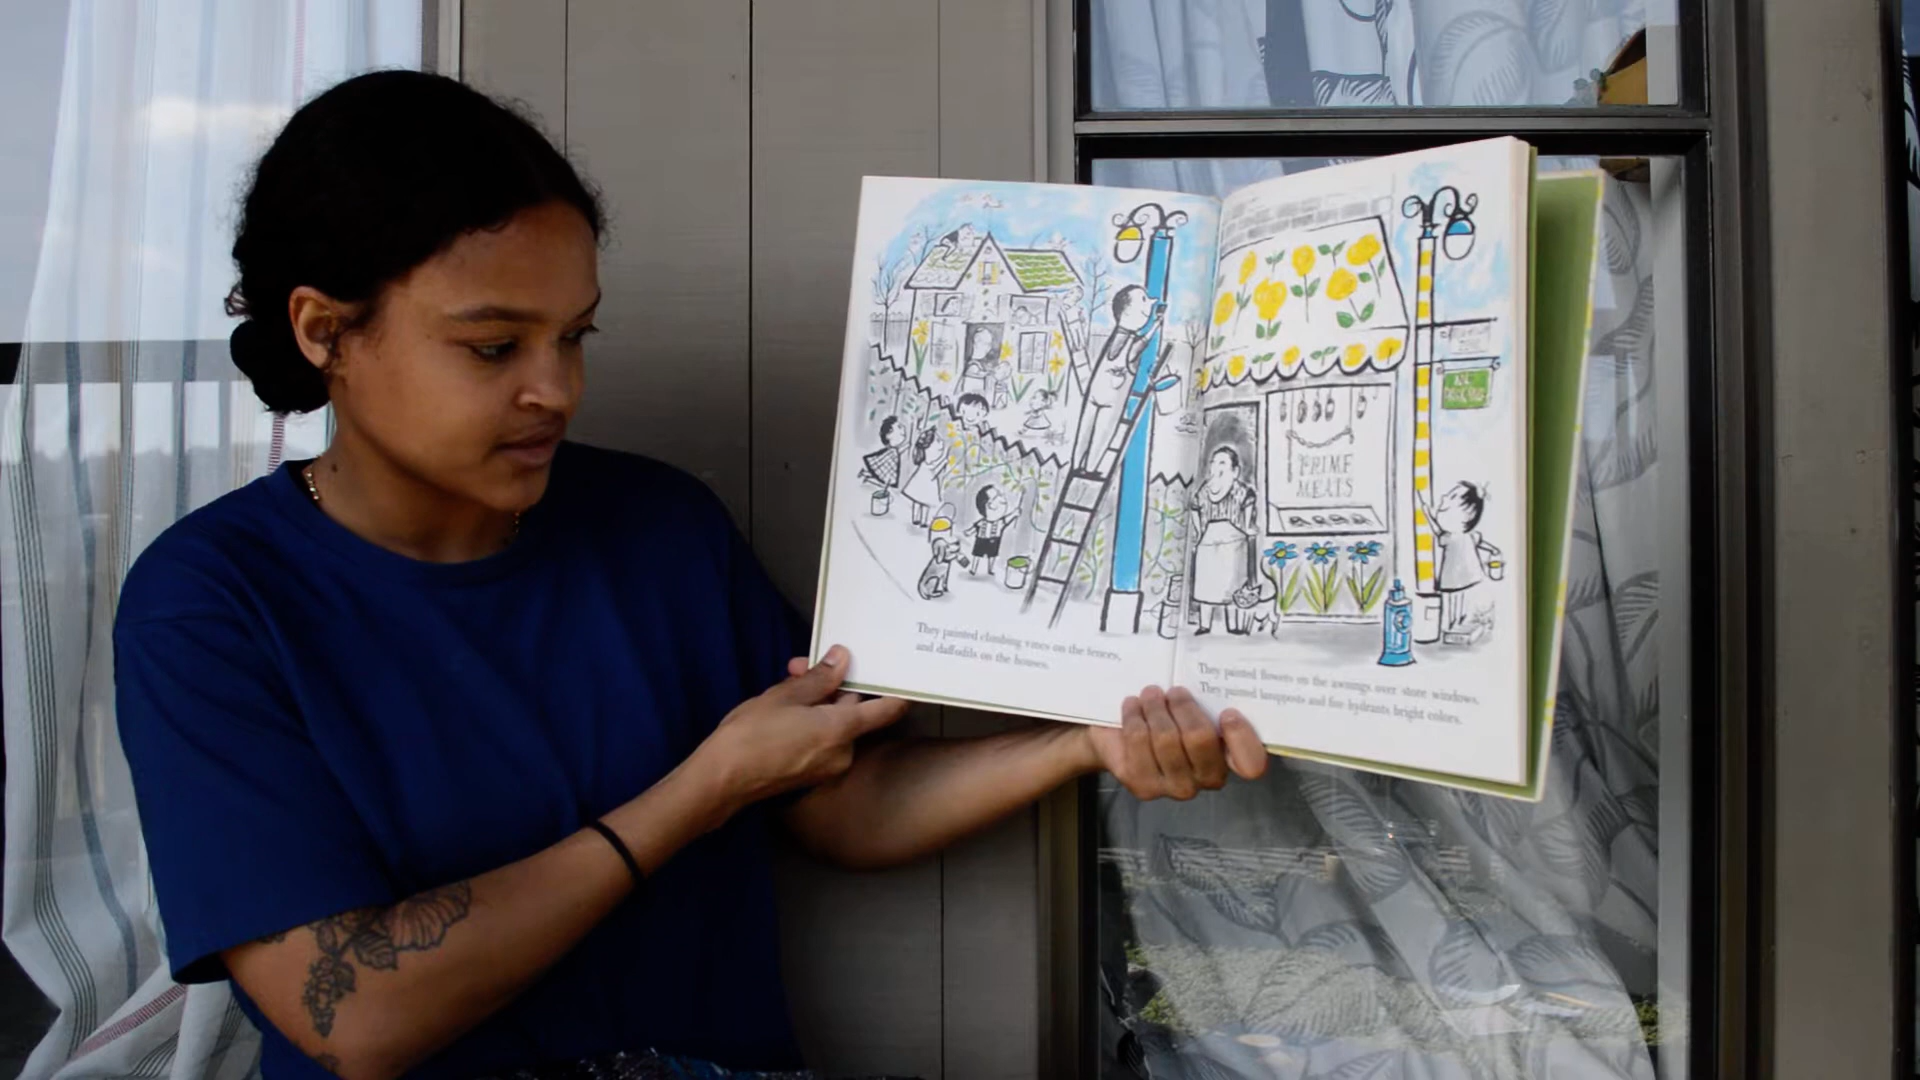 They painted climbing vines on the fences,
and daffodils on the houses.
PRIME
MEATS
They painted flowers on the awnings over store windows.
They painted lampposts and fire hydrants bright colors.